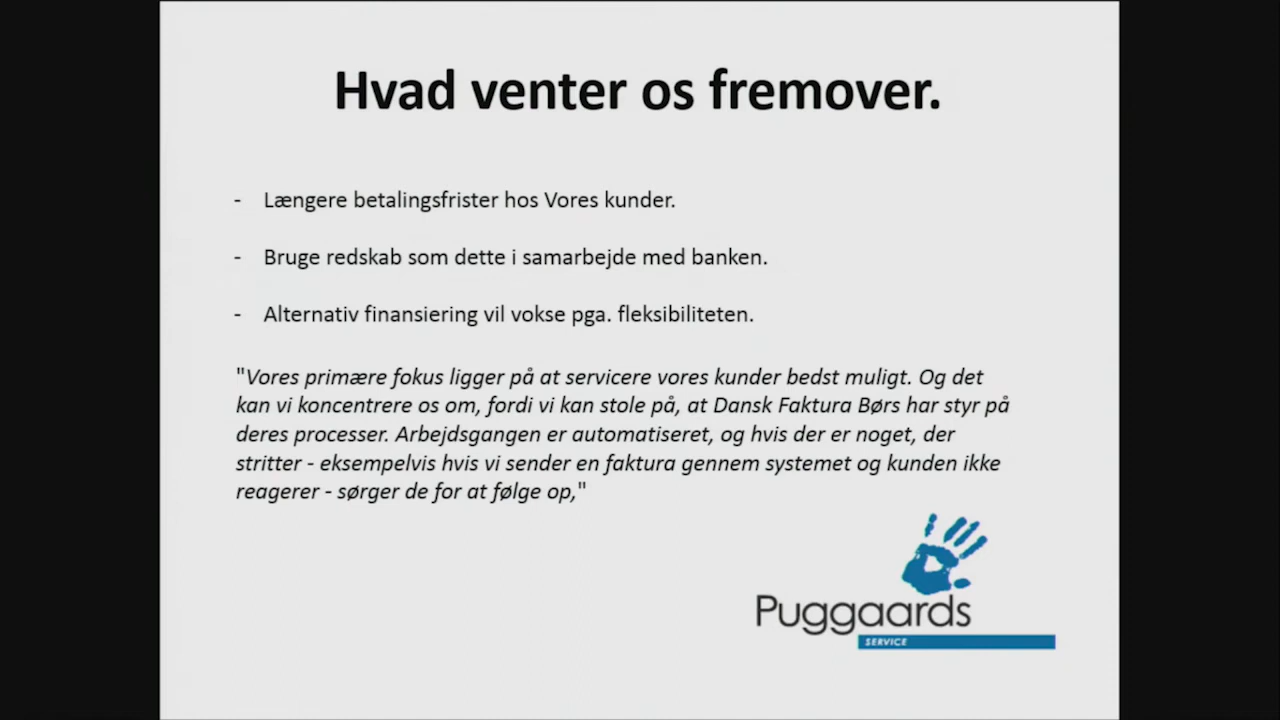 Hvad venter os fremover.
- Længere betalingsfrister hos Vores kunder.
- Bruge redskab som dette i samarbejde med banken.
- Alternativ finansiering vil vokse pga. fleksibiliteten.
"Vores primære fokus ligger på at servicere vores kunder bedst muligt. Og det
kan vi koncentrere os om, fordi vi kan stole på, at Dansk Faktura Børs har styr på
deres processer. Arbejdsgangen er automatiseret, og hvis der er noget, der
stritter - eksempelvis hvis vi sender en faktura gennem systemet og kunden ikke
reagerer - sørger de for at følge op,"
Puggaards
SERVICE